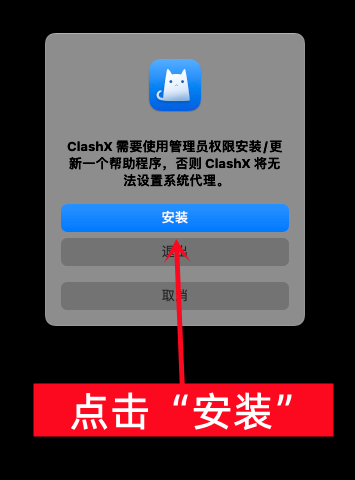 ClashX 需要使用管理员权限安装/更
新一个帮助程序，否则 ClashX 将无
法设置系统代理。
安装
退出
取消
点击“安装”